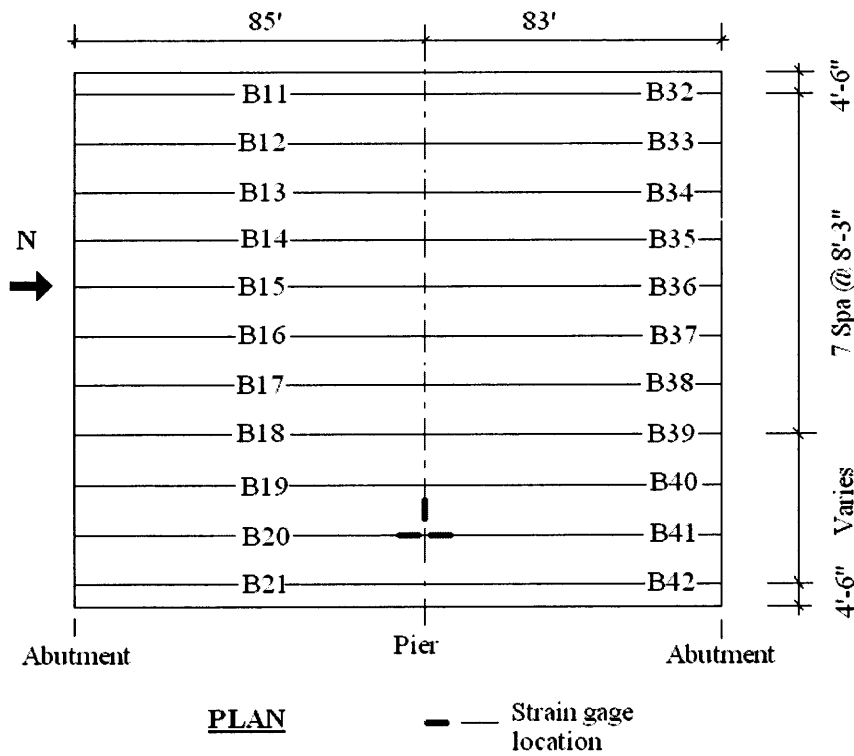 85' 83'
4'-6"
B11 B32
B12 B33
B13 B34
N
B14 B35
7 Spa @ 8'-3"
B15 B36
B16 B37
B17 B38
B18 B39
B19 B40
Varies
B20 B41
B21 B42
4'-6"
Abutment Pier Abutment
PLAN
Strain gage
location